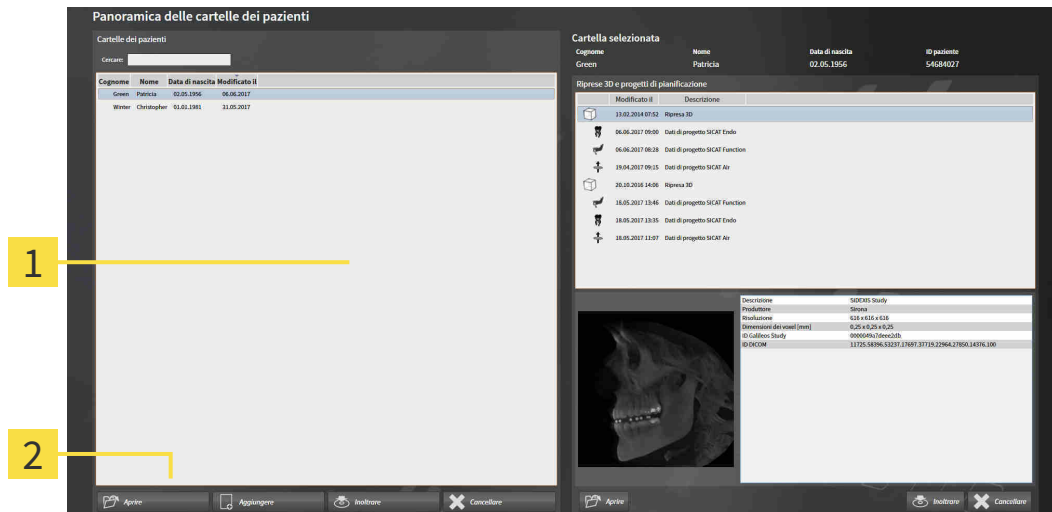 Panoramica delle cartelle dei pazienti
Cartelle dei pazienti
Cercare:
Cognome Nome Data di nascita Modificato il
Green Patricia 02.05.1956 06.06.2017
Winter Christopher 01.01.1981 31.05.2017
1
2
Aprire Aggiungere Inoltrare Cancellare
Cartella selezionata
Cognome Nome Data di nascita ID paziente
Green Patricia 02.05.1956 54684027
Riprese 3D e progetti di pianificazione
Modificato il Descrizione
13.02.2014 07:52 Ripresa 3D
06.06.2017 09:00 Dati di progetto SICAT Endo
06.06.2017 08:28 Dati di progetto SICAT Function
19.04.2017 09:15 Dati di progetto SICAT Air
20.10.2016 14:08 Ripresa 3D
18.05.2017 13:46 Dati di progetto SICAT Function
18.05.2017 13:35 Dati di progetto SICAT Endo
18.05.2017 11:07 Dati di progetto SICAT Air
Descrizione SIDEXIS Study
Produttore Sirona
Risoluzione 616 x 616 x 616
Dimensioni dei voxel [mm] 0,25 x 0,25 x 0,25
ID Galileos Study 0000049a7deee2db
ID DICOM 11725.58396.53237.17697.37719.22964.27850.14376.100
Aprire Inoltrare Cancellare